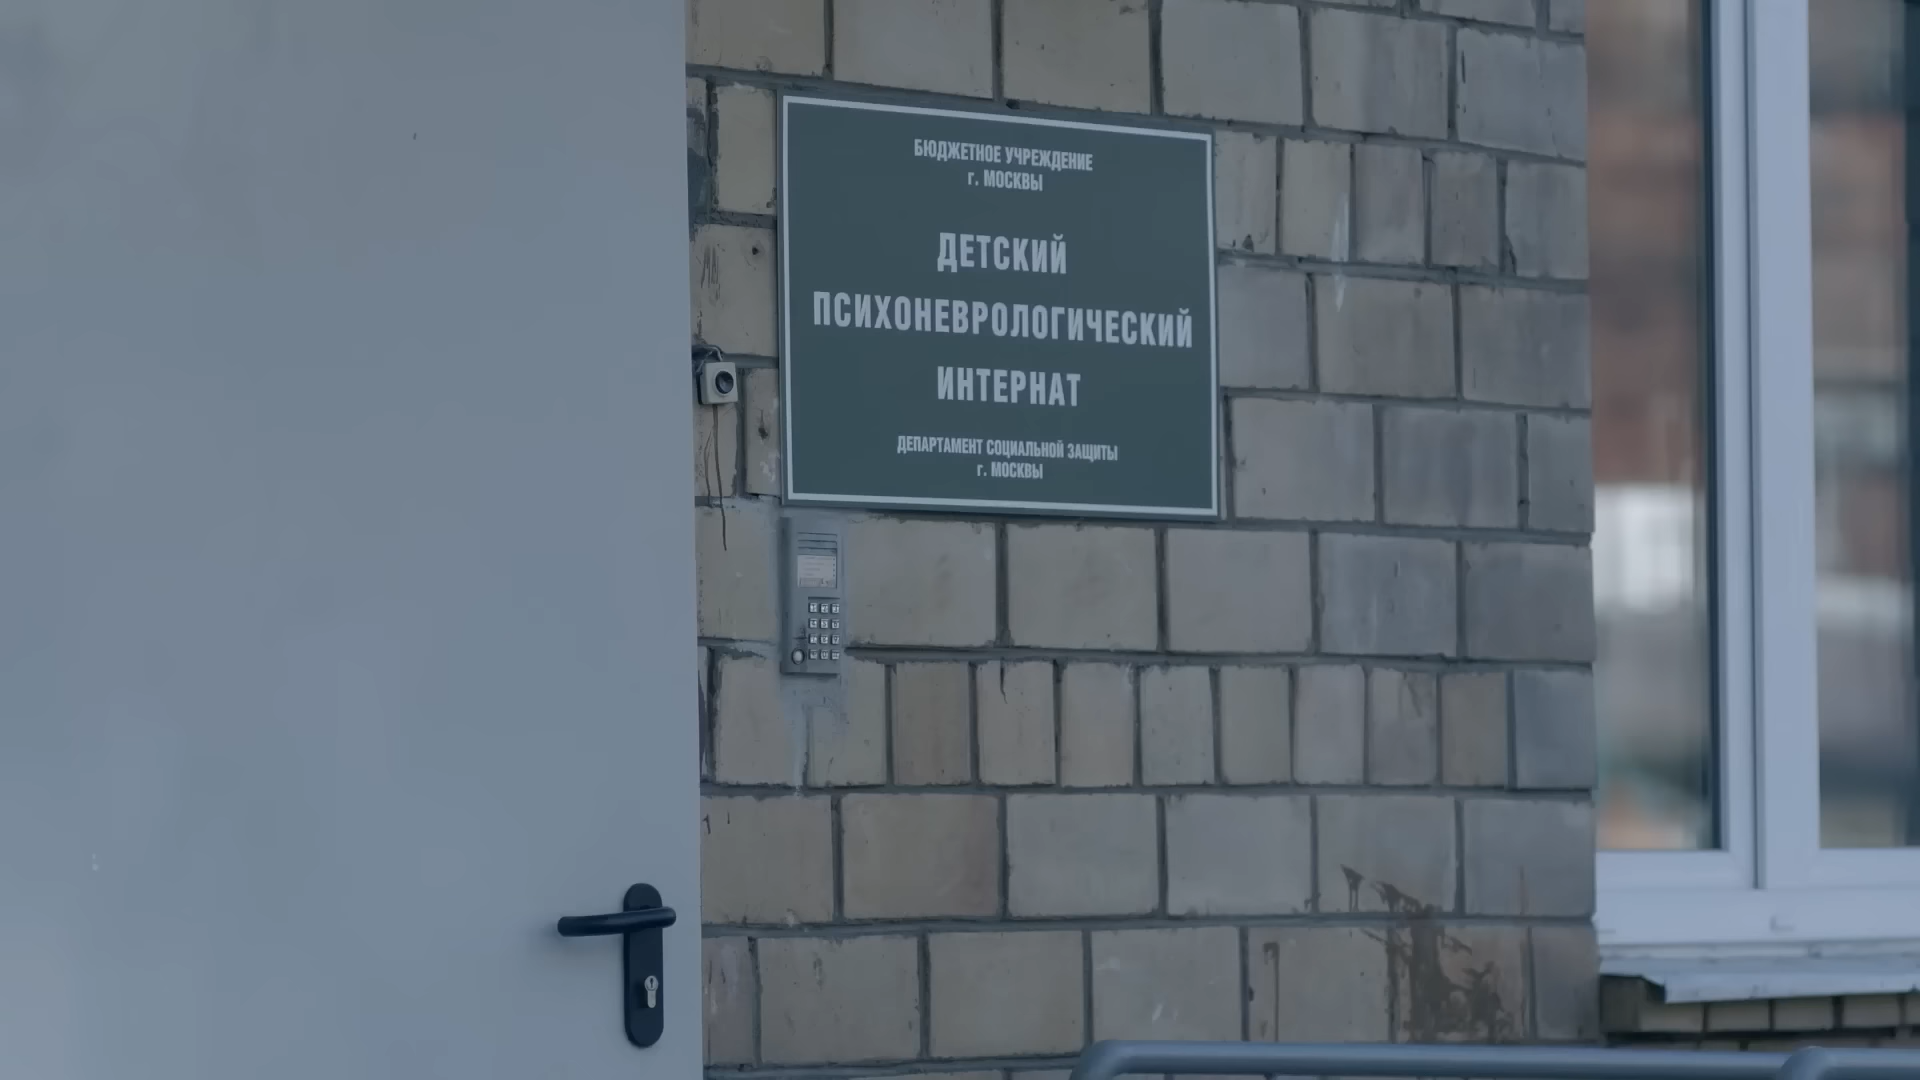 БЮДЖЕТНОЕ УЧРЕЖДЕНИЕ
г. МОСКВЫ
ДЕТСКИЙ
ПСИХОНЕВРОЛОГИЧЕСКИЙ
ИНТЕРНАТ
ДЕПАРТАМЕНТ СОЦИАЛЬНОЙ ЗАЩИТЫ
г. МОСКВЫ